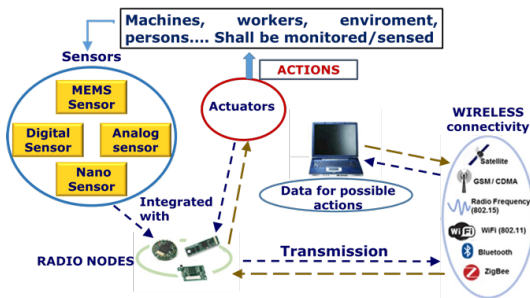 Machines, workers, enviroment,
persons.... Shall be monitored/sensed
Sensors
ACTIONS
MEMS
Sensor
Digital
Sensor
Analog
sensor
Nano
Sensor
Actuators
WIRELESS
connectivity
Satellite
GSM / CDMA
Radio Frequency
(802.15)
WiFi
WiFi (802.11)
Bluetooth
ZigBee
Data for possible
actions
Integrated
with
RADIO NODES
Transmission